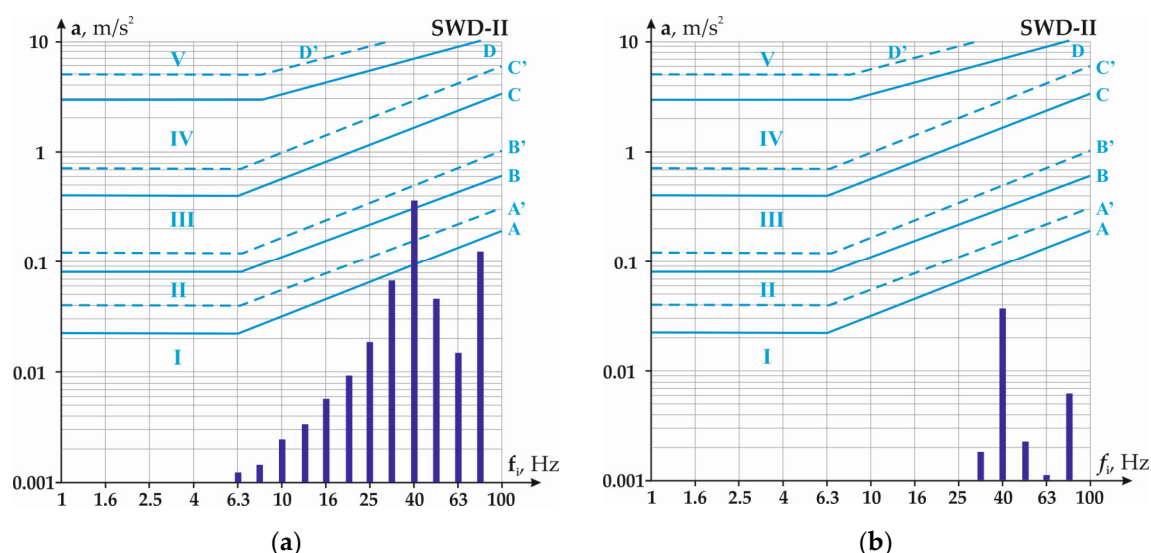 a, m/s² SWD-II
10
V D' D
C'
C
IV
1
B'
B
III
A'
A
0.1
II
I
0.01
0.001
1 1.6 2.5 4 6.3 10 16 25 40 63 100
fᵢ, Hz
(a)
a, m/s² SWD-II
10
V D' D
C'
C
IV
1
B'
B
III
A'
A
0.1
II
I
0.01
0.001
1 1.6 2.5 4 6.3 10 16 25 40 63 100
fᵢ, Hz
(b)